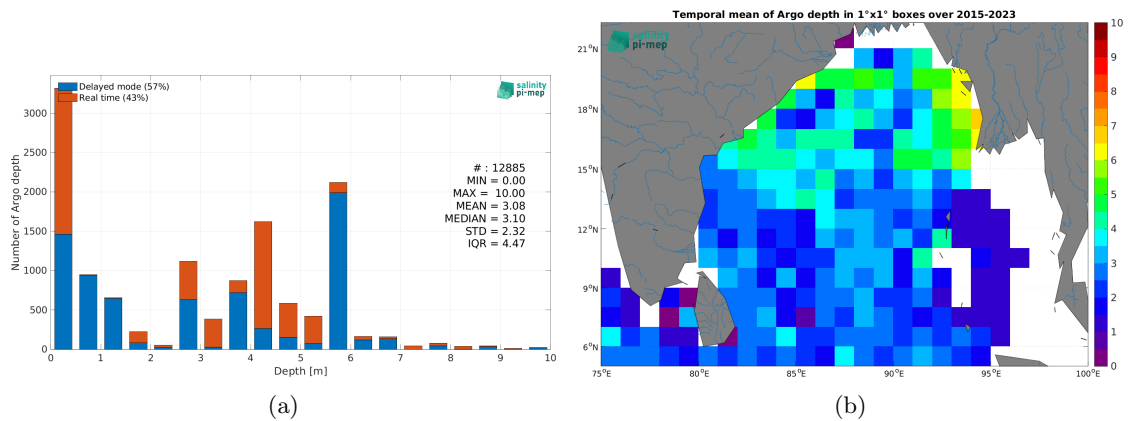 Delayed mode (57%)
Real time (43%)
salinity
pi-mep
Number of Argo depth
3000
2500
2000
1500
1000
500
0
# : 12885
MIN = 0.00
MAX = 10.00
MEAN = 3.08
MEDIAN = 3.10
STD = 2.32
IQR = 4.47
0 1 2 3 4 5 6 7 8 9 10
Depth [m]
(a)
Temporal mean of Argo depth in 1°x1° boxes over 2015-2023
salinity
pi-mep
21°N
18°N
15°N
12°N
9°N
6°N
75°E 80°E 85°E 90°E 95°E 100°E
10
9
8
7
6
5
4
3
2
1
0
(b)